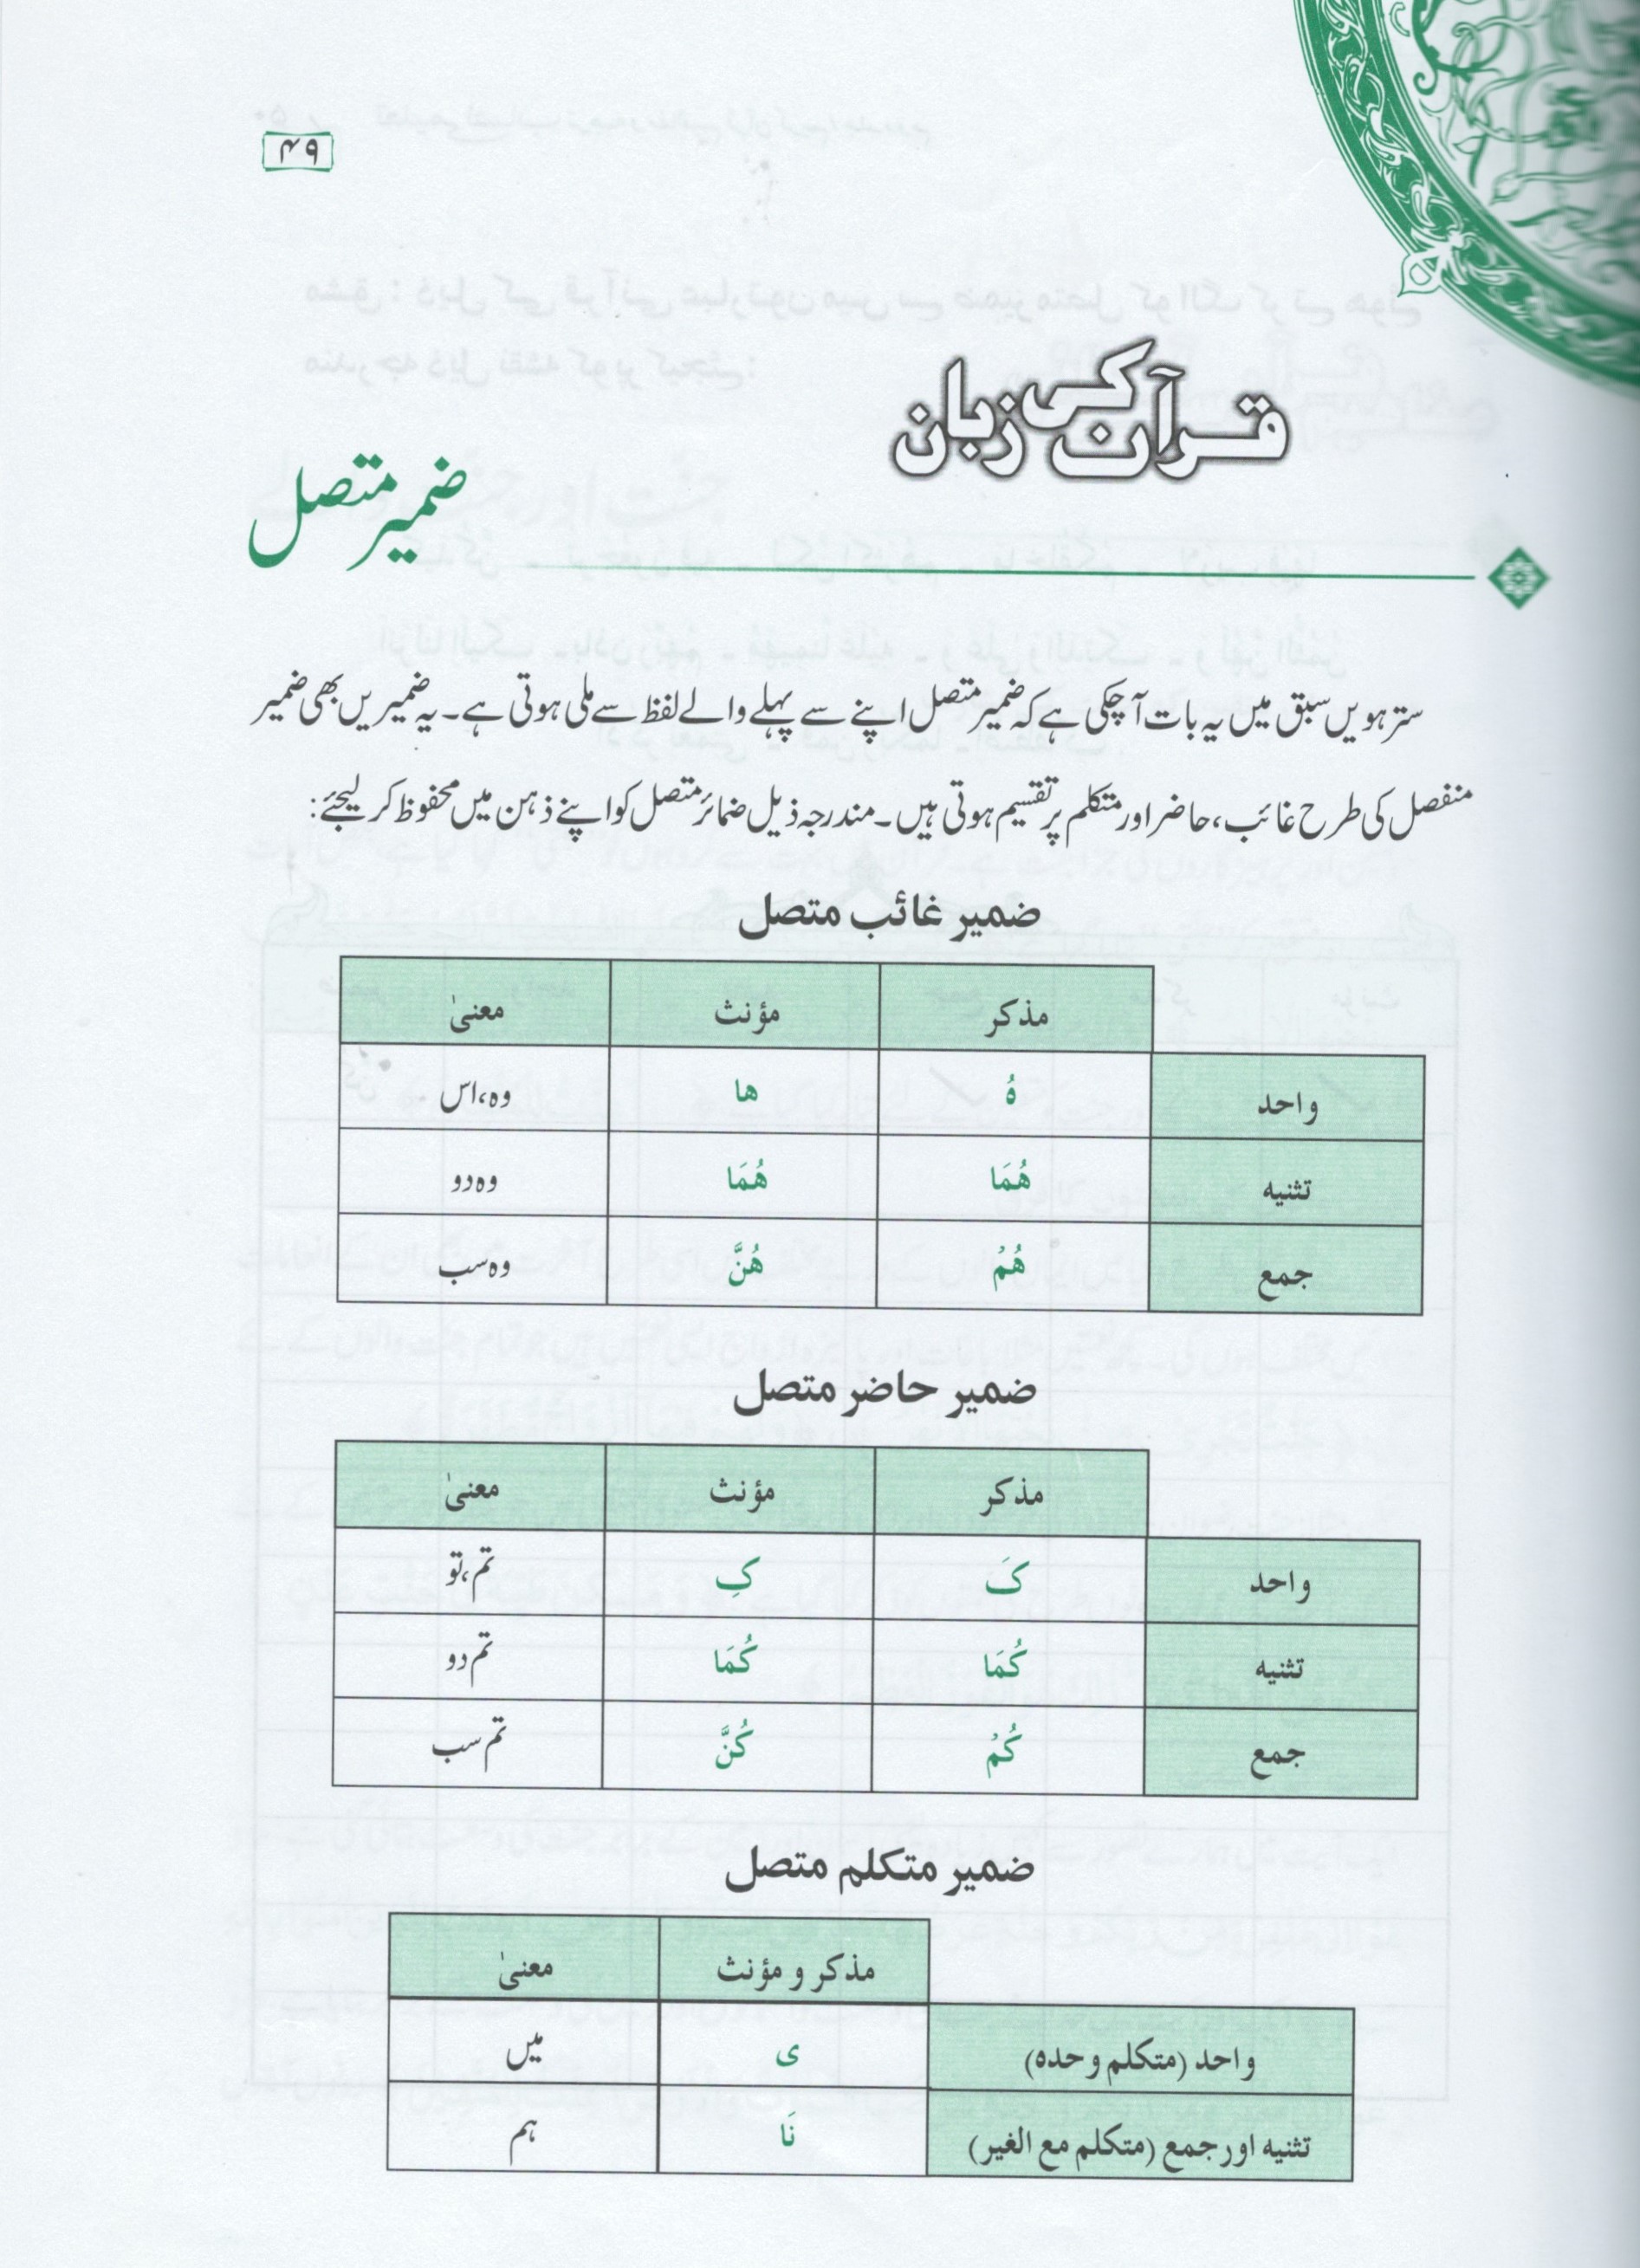 ۴۹
قرآن کی زبان
ضمیر متصل
سترہویں سبق میں یہ بات آچکی ہے کہ ضمیر متصل اپنے سے پہلے والے لفظ سے ملی ہوتی ہے۔ یہ ضمیریں بھی ضمیر
منفصل کی طرح غائب، حاضر اور متکلم پر تقسیم ہوتی ہیں۔ مندرجہ ذیل ضمائر متصل کو اپنے ذہن میں محفوظ کر لیجئے:
ضمیر غائب متصل
مذکر مؤنث معنیٰ
واحد هُ ها وہ، اس
تثنیہ هُمَا هُمَا وہ دو
جمع هُمْ هُنَّ وہ سب
ضمیر حاضر متصل
مذکر مؤنث معنیٰ
واحد کَ کِ تم، تو
تثنیہ کُمَا کُمَا تم دو
جمع کُمْ کُنَّ تم سب
ضمیر متکلم متصل
مذکر و مؤنث معنیٰ
واحد (متکلم وحدہ) ی میں
تثنیہ اور جمع (متکلم مع الغیر) نَا ہم